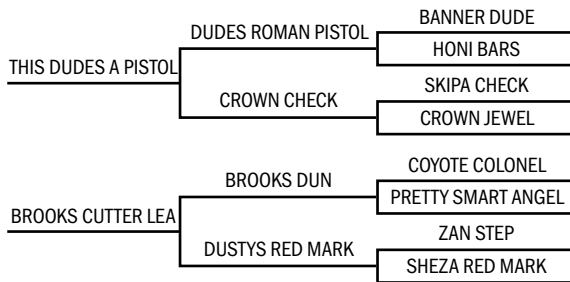 BANNER DUDE
DUDES ROMAN PISTOL
HONI BARS
THIS DUDES A PISTOL
SKIPA CHECK
CROWN CHECK
CROWN JEWEL
COYOTE COLONEL
BROOKS DUN
PRETTY SMART ANGEL
BROOKS CUTTER LEA
ZAN STEP
DUSTYS RED MARK
SHEZA RED MARK